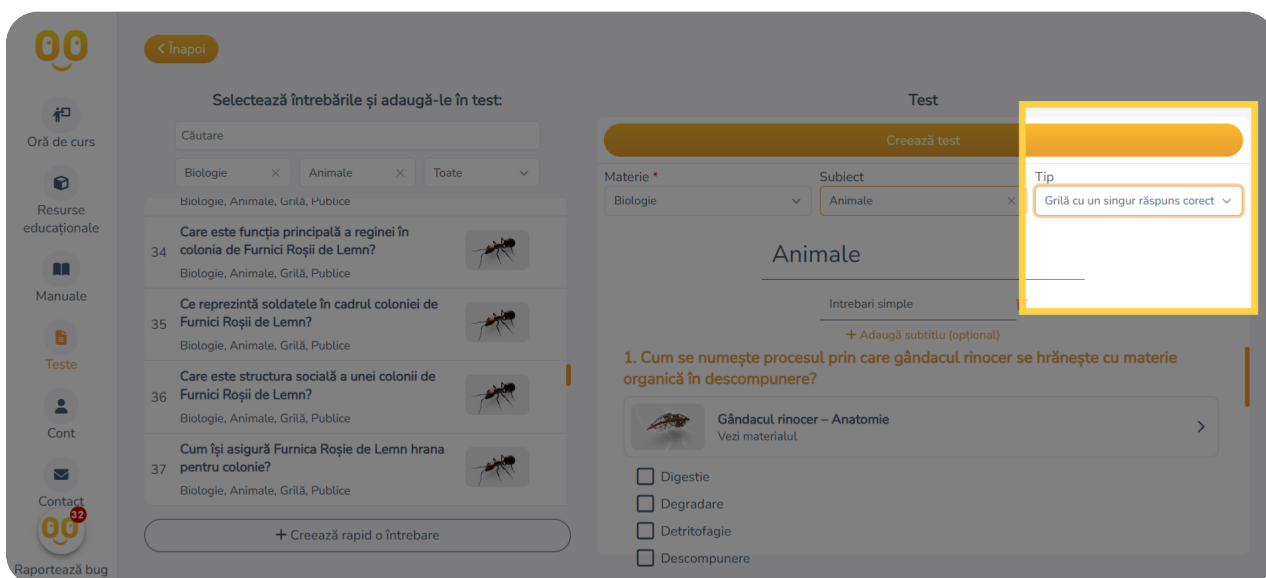 Înapoi
Oră de curs
Resurse
educaționale
Manuale
Teste
Cont
Contact
32
Raportează bug
Selectează întrebările și adaugă-le în test:
Căutare
Biologie
Animale
Toate
Biologie, Animale, Grilă, Publice
34
Care este funcția principală a reginei în
colonia de Furnici Roșii de Lemn?
Biologie, Animale, Grilă, Publice
35
Ce reprezintă soldatele în cadrul coloniei de
Furnici Roșii de Lemn?
Biologie, Animale, Grilă, Publice
36
Care este structura socială a unei colonii de
Furnici Roșii de Lemn?
Biologie, Animale, Grilă, Publice
37
Cum își asigură Furnica Roșie de Lemn hrana
pentru colonie?
Biologie, Animale, Grilă, Publice
+ Creează rapid o întrebare
Test
Creează test
Materie *
Biologie
Subiect
Animale
Tip
Grilă cu un singur răspuns corect
Animale
Intrebari simple
+ Adaugă subtitlu (opțional)
1. Cum se numește procesul prin care gândacul rinocer se hrănește cu materie
organică în descompunere?
Gândacul rinocer – Anatomie
Vezi materialul
Digestie
Degradare
Detritofagie
Descompunere